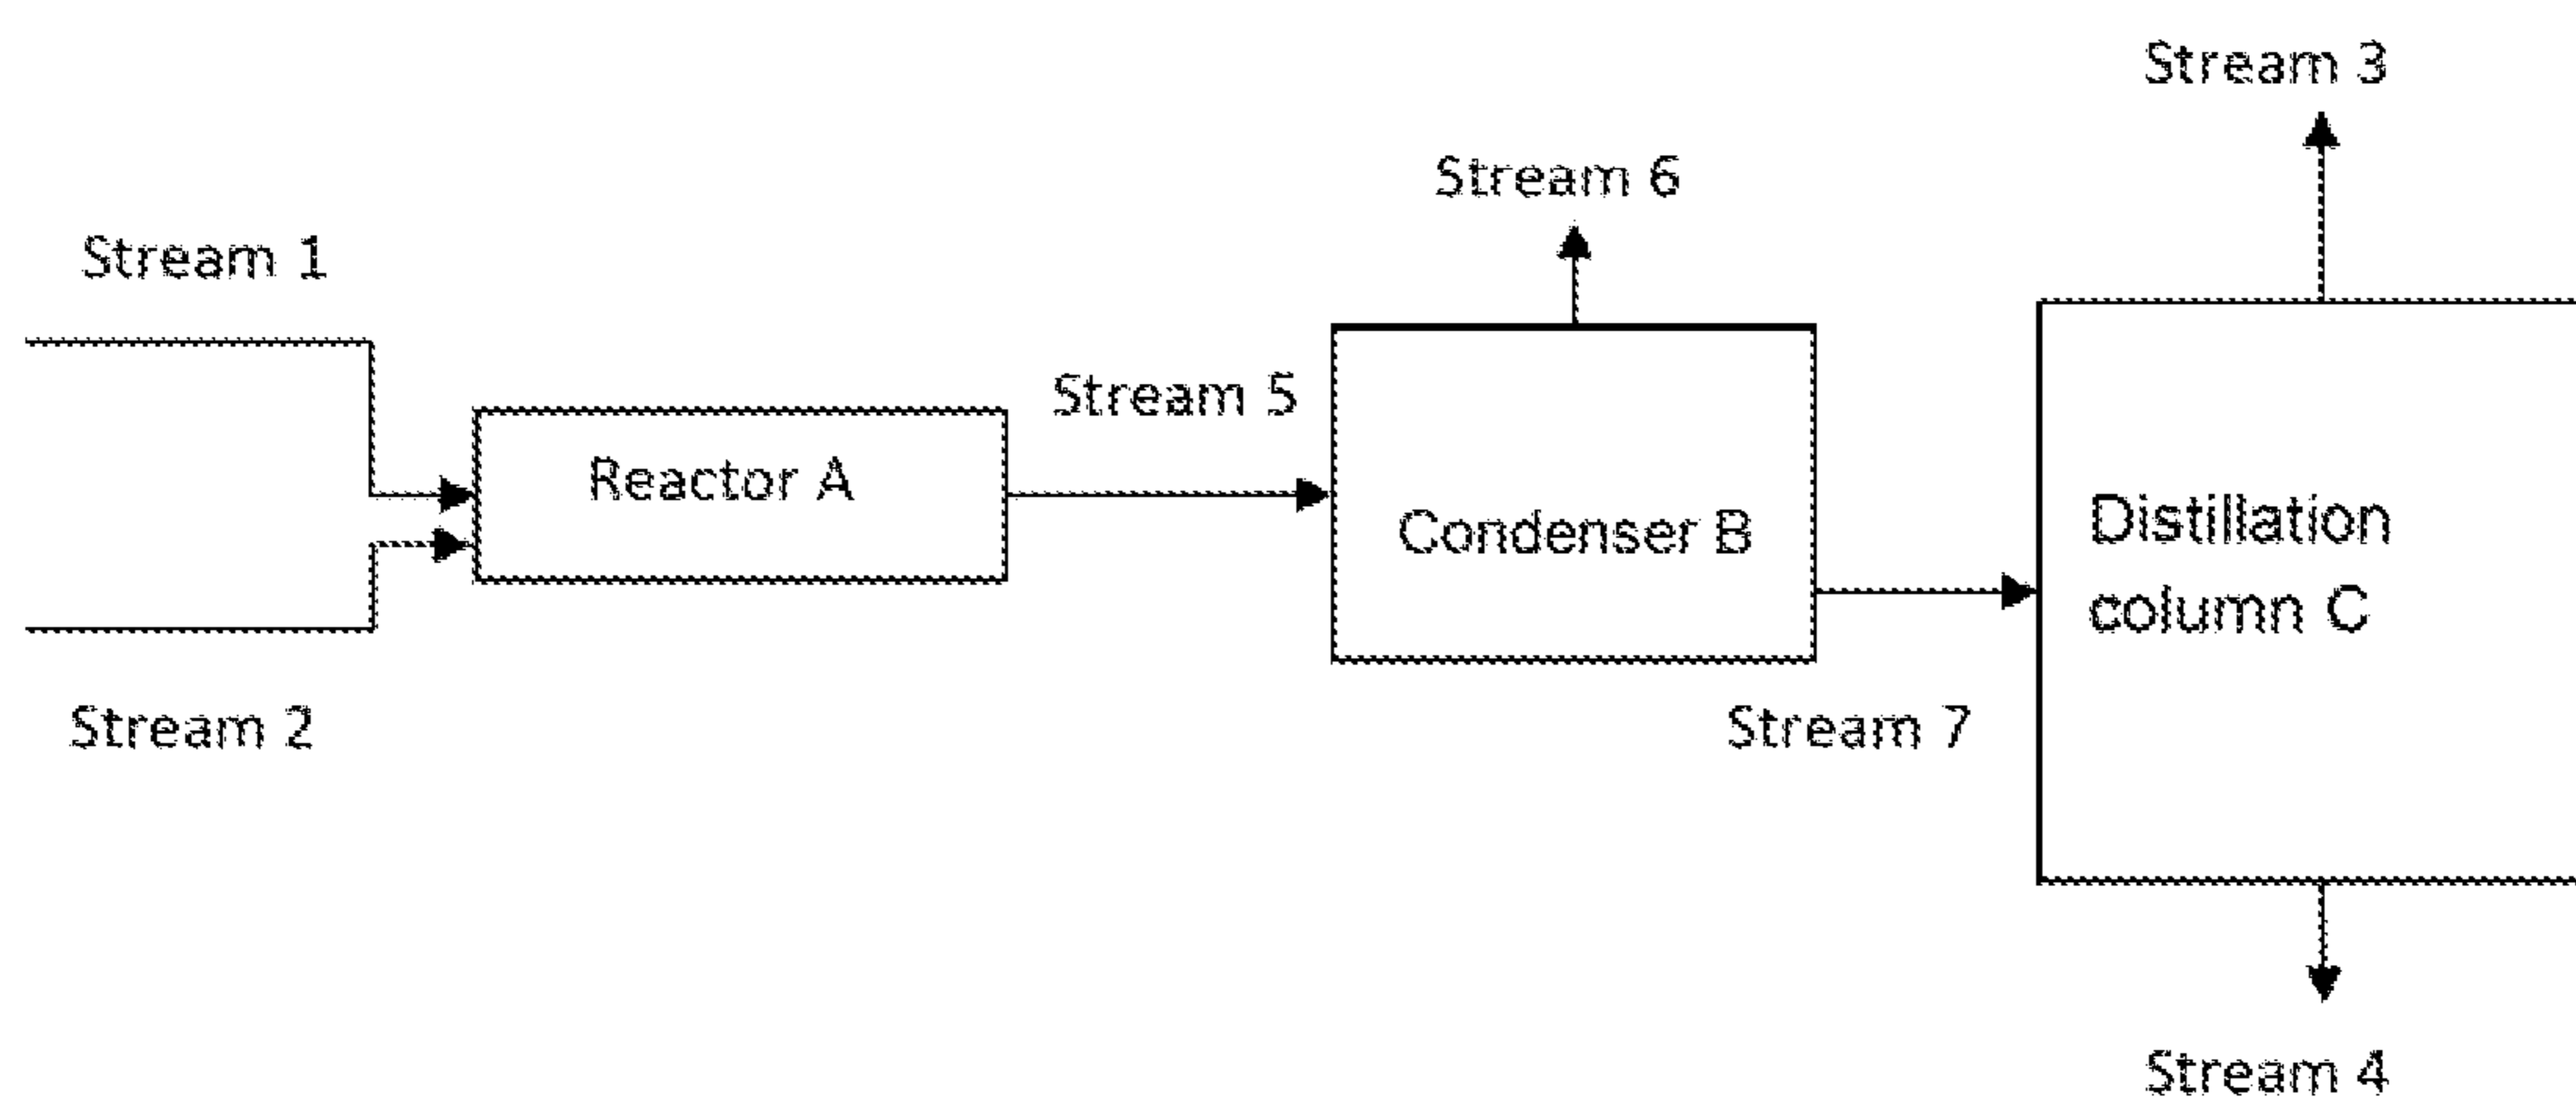 Stream 3
Stream 6
Stream 1
Stream 5
Reactor A
Condenser B
Distillation
column C
Stream 2
Stream 7
Stream 4